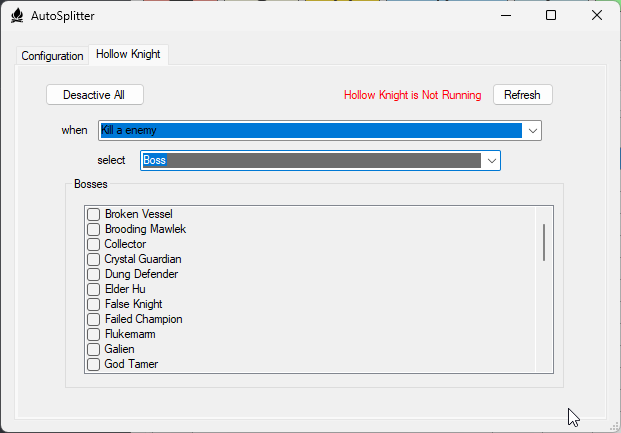 AutoSplitter
Configuration
Hollow Knight
Desactive All
Hollow Knight is Not Running
Refresh
when
Kill a enemy
select
Boss
Bosses
Broken Vessel
Brooding Mawlek
Collector
Crystal Guardian
Dung Defender
Elder Hu
False Knight
Failed Champion
Flukemarm
Galien
God Tamer